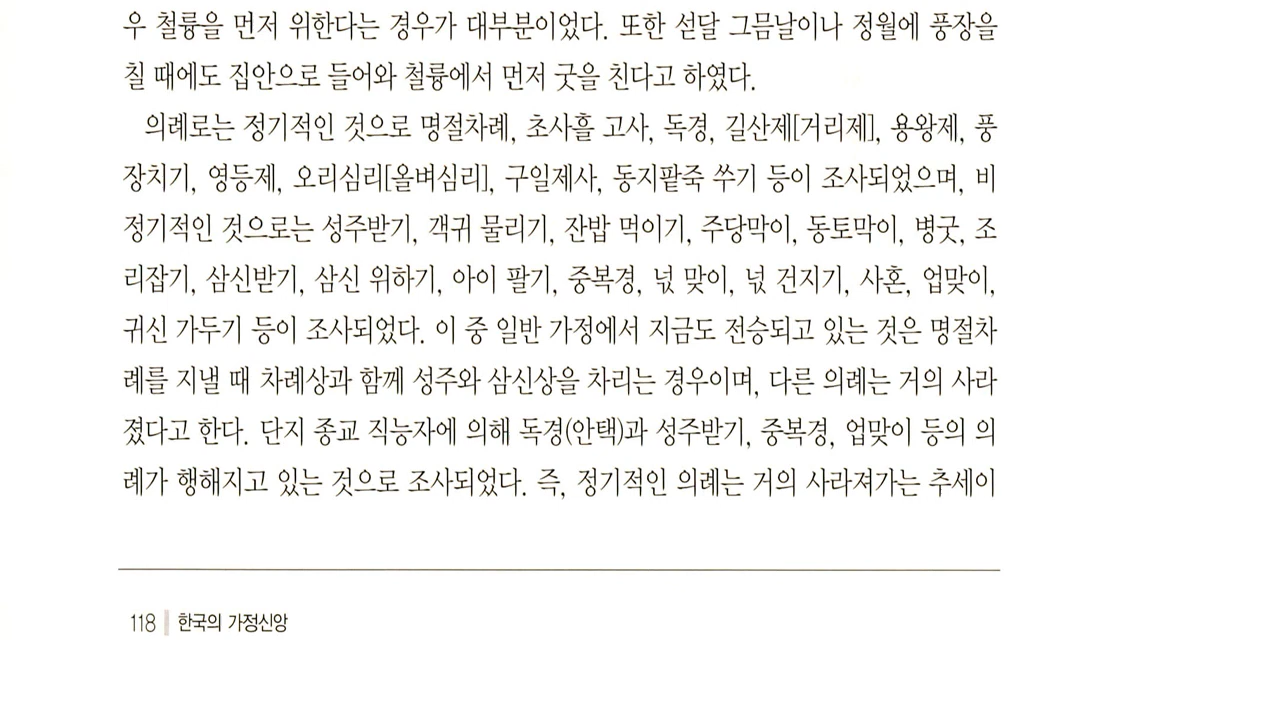 우 철륭을 먼저 위한다는 경우가 대부분이었다. 또한 섣달 그믐날이나 정월에 풍장을
칠 때에도 집안으로 들어와 철륭에서 먼저 굿을 친다고 하였다.
의례로는 정기적인 것으로 명절차례, 초사흘 고사, 독경, 길산제[거리제], 용왕제, 풍
장치기, 영등제, 오리심리[올벼심리], 구일제사, 동지팥죽 쑤기 등이 조사되었으며, 비
정기적인 것으로는 성주받기, 객귀 물리기, 잔밥 먹이기, 주당막이, 동토막이, 병굿, 조
리잡기, 삼신받기, 삼신 위하기, 아이 팔기, 중복경, 넋 맞이, 넋 건지기, 사혼, 업맞이,
귀신 가두기 등이 조사되었다. 이 중 일반 가정에서 지금도 전승되고 있는 것은 명절차
례를 지낼 때 차례상과 함께 성주와 삼신상을 차리는 경우이며, 다른 의례는 거의 사라
졌다고 한다. 단지 종교 직능자에 의해 독경(안택)과 성주받기, 중복경, 업맞이 등의 의
례가 행해지고 있는 것으로 조사되었다. 즉, 정기적인 의례는 거의 사라져가는 추세이
118 한국의 가정신앙